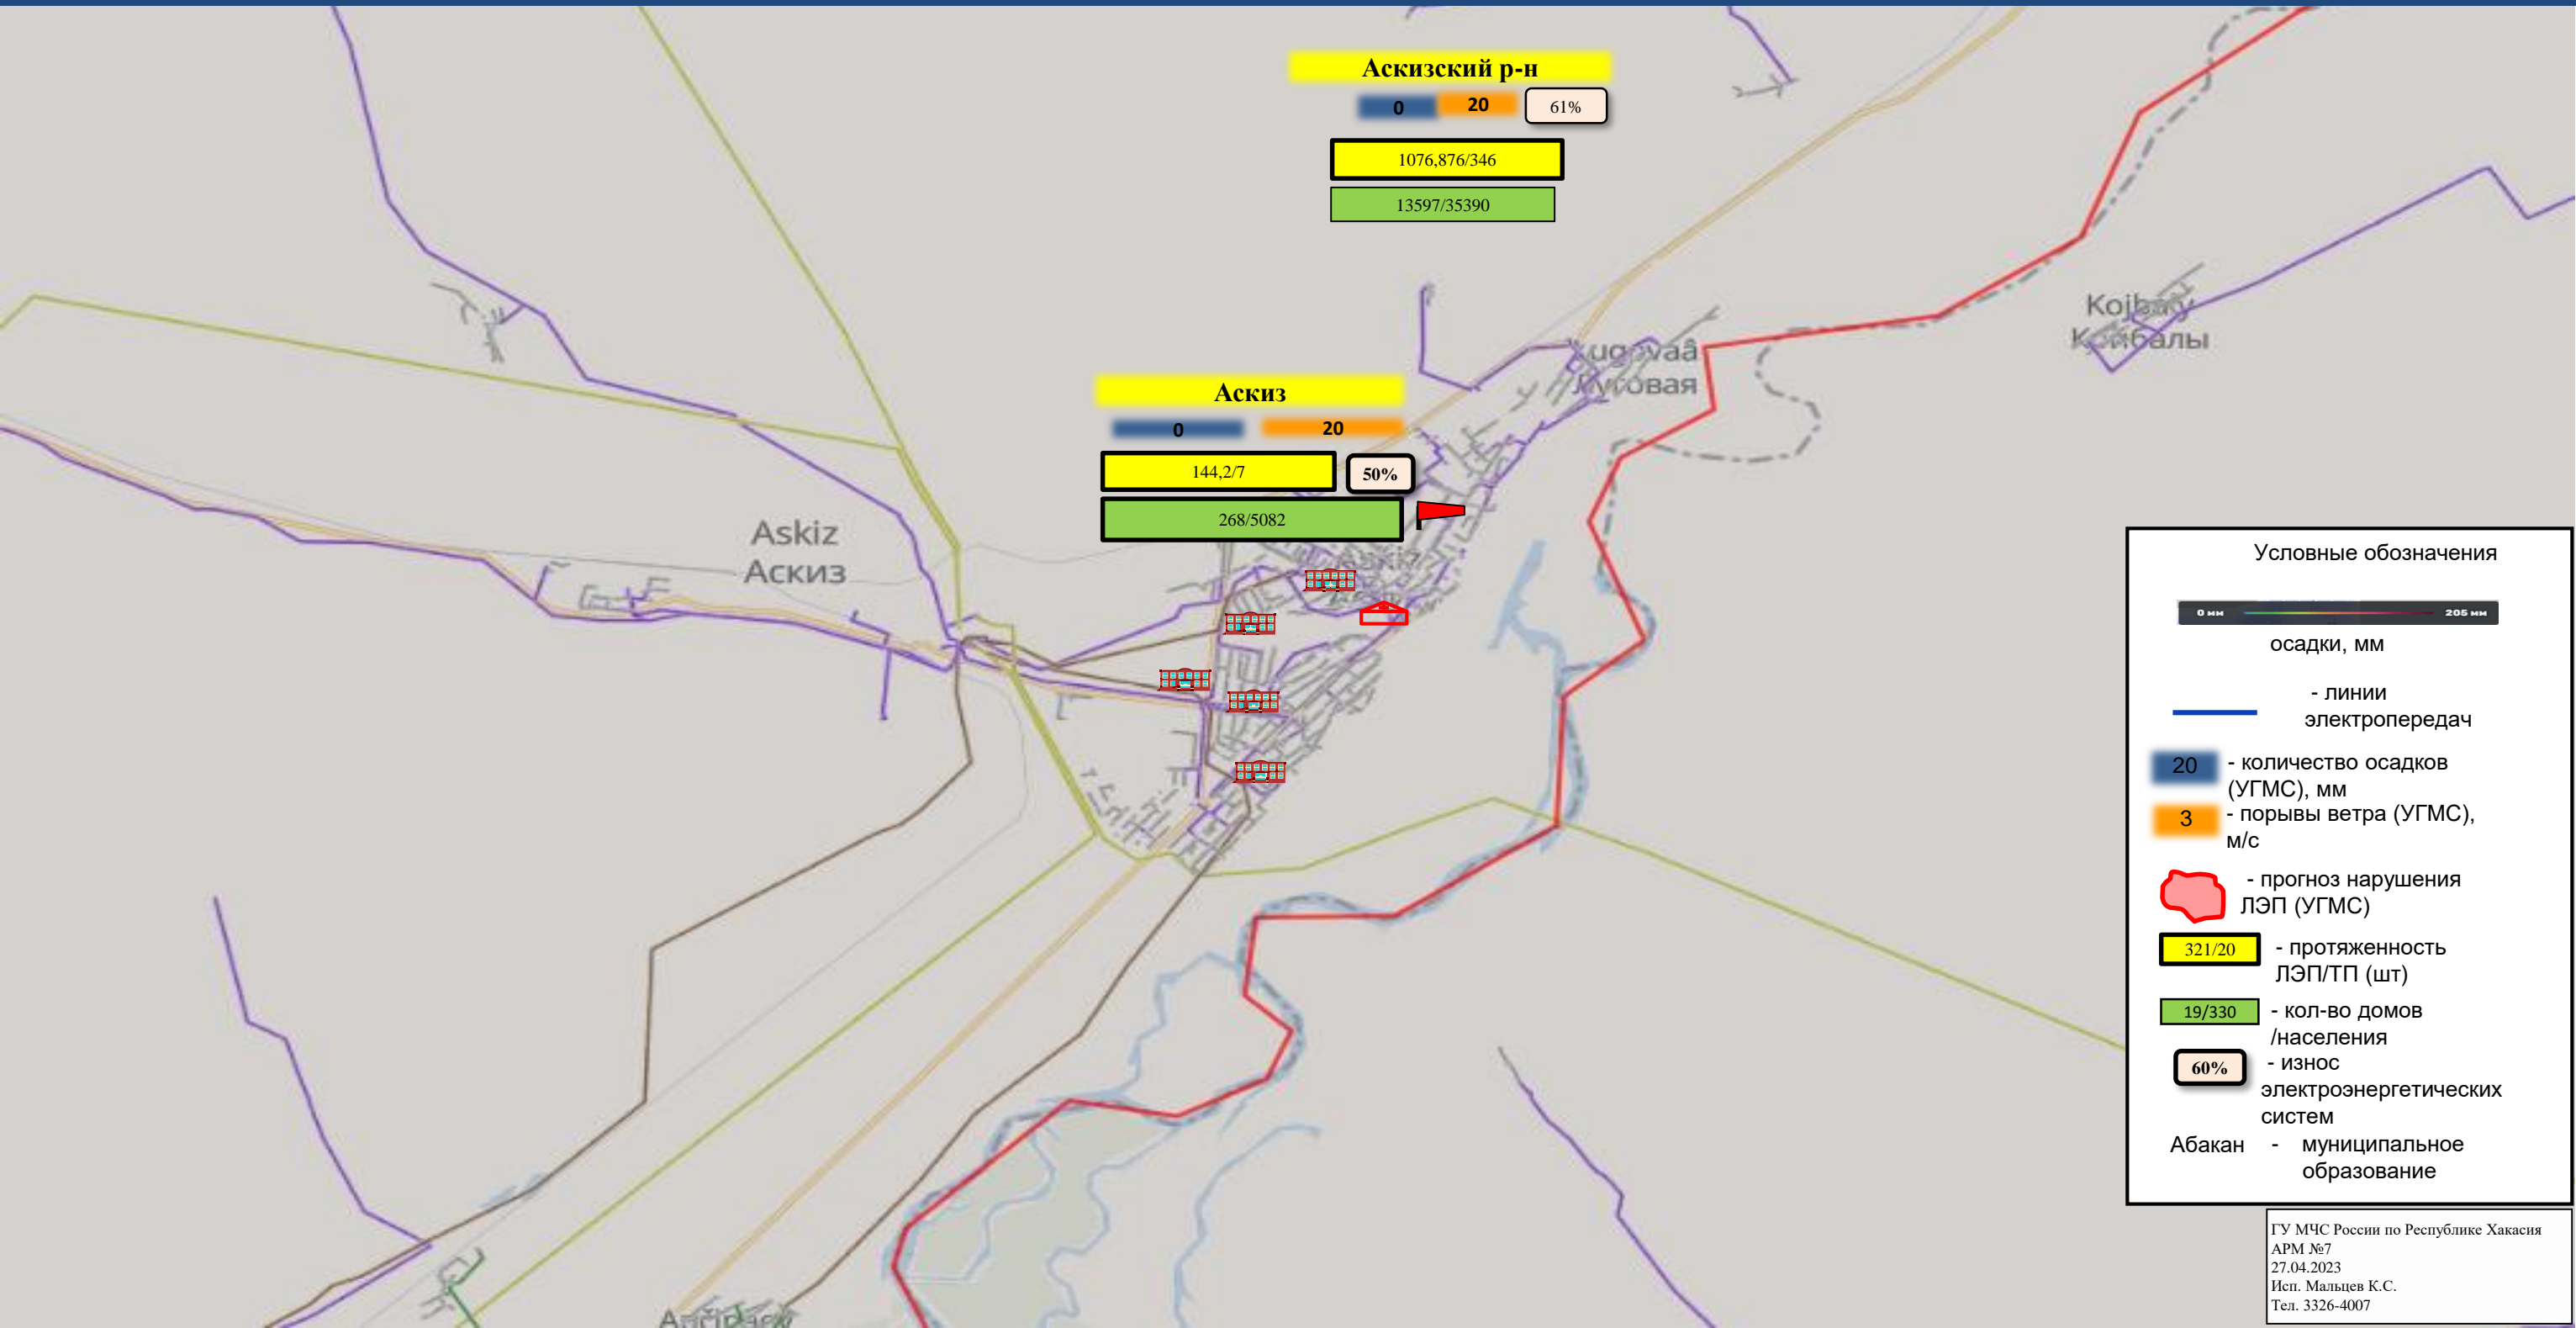 Аскизский р-н
0 20 61%
1076,876/346
13597/35390
Kojbaly
Койбалы
Lugovaâ
Луговая
Аскиз
0 20
144,2/7 50%
268/5082
Askiz
Аскиз
Askiz
Условные обозначения
0 мм 205 мм
осадки, мм
- линии
электропередач
20 - количество осадков
(УГМС), мм
3 - порывы ветра (УГМС),
м/с
- прогноз нарушения
ЛЭП (УГМС)
321/20 - протяженность
ЛЭП/ТП (шт)
19/330 - кол-во домов
/населения
60% - износ
электроэнергетических
систем
Абакан - муниципальное
образование
ГУ МЧС России по Республике Хакасия
АРМ №7
27.04.2023
Исп. Мальцев К.С.
Тел. 3326-4007